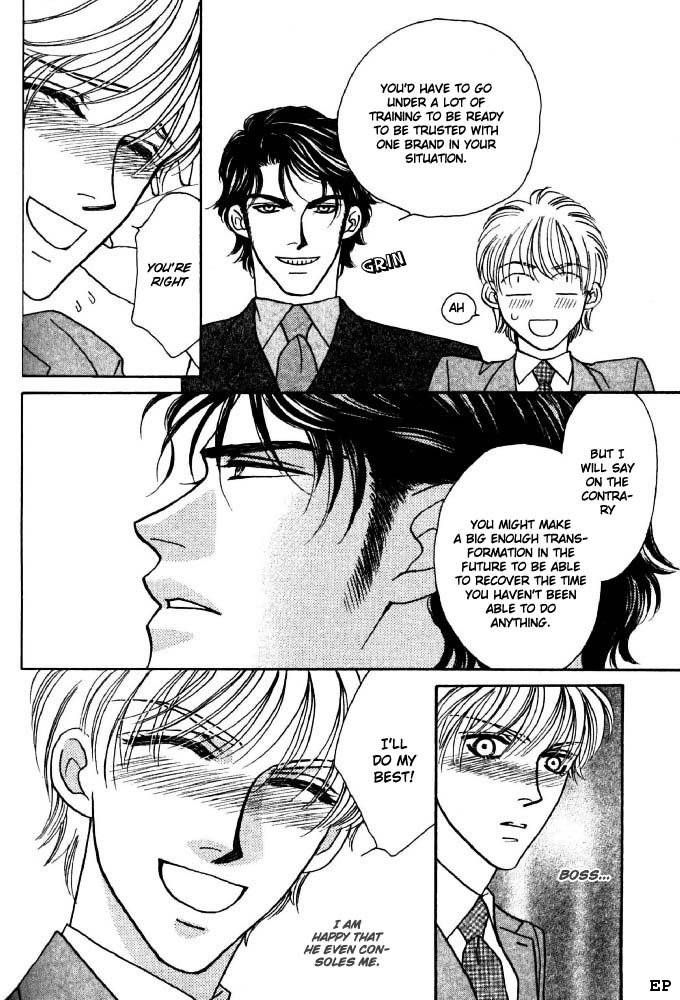 YOU'D HAVE TO GO
UNDER A LOT OF
TRAINING TO BE READY
TO BE TRUSTED WITH
ONE BRAND IN YOUR
SITUATION.
GRIN
AH
YOU'RE
RIGHT
BUT I
WILL SAY
ON THE
CONTRA-
RY
YOU MIGHT MAKE
A BIG ENOUGH TRANS-
FORMATION IN THE
FUTURE TO BE ABLE
TO RECOVER THE TIME
YOU HAVEN'T BEEN
ABLE TO DO
ANYTHING.
BOSS...
I'LL
DO MY
BEST!
I AM
HAPPY THAT
HE EVEN CON-
SOLES ME.
EP